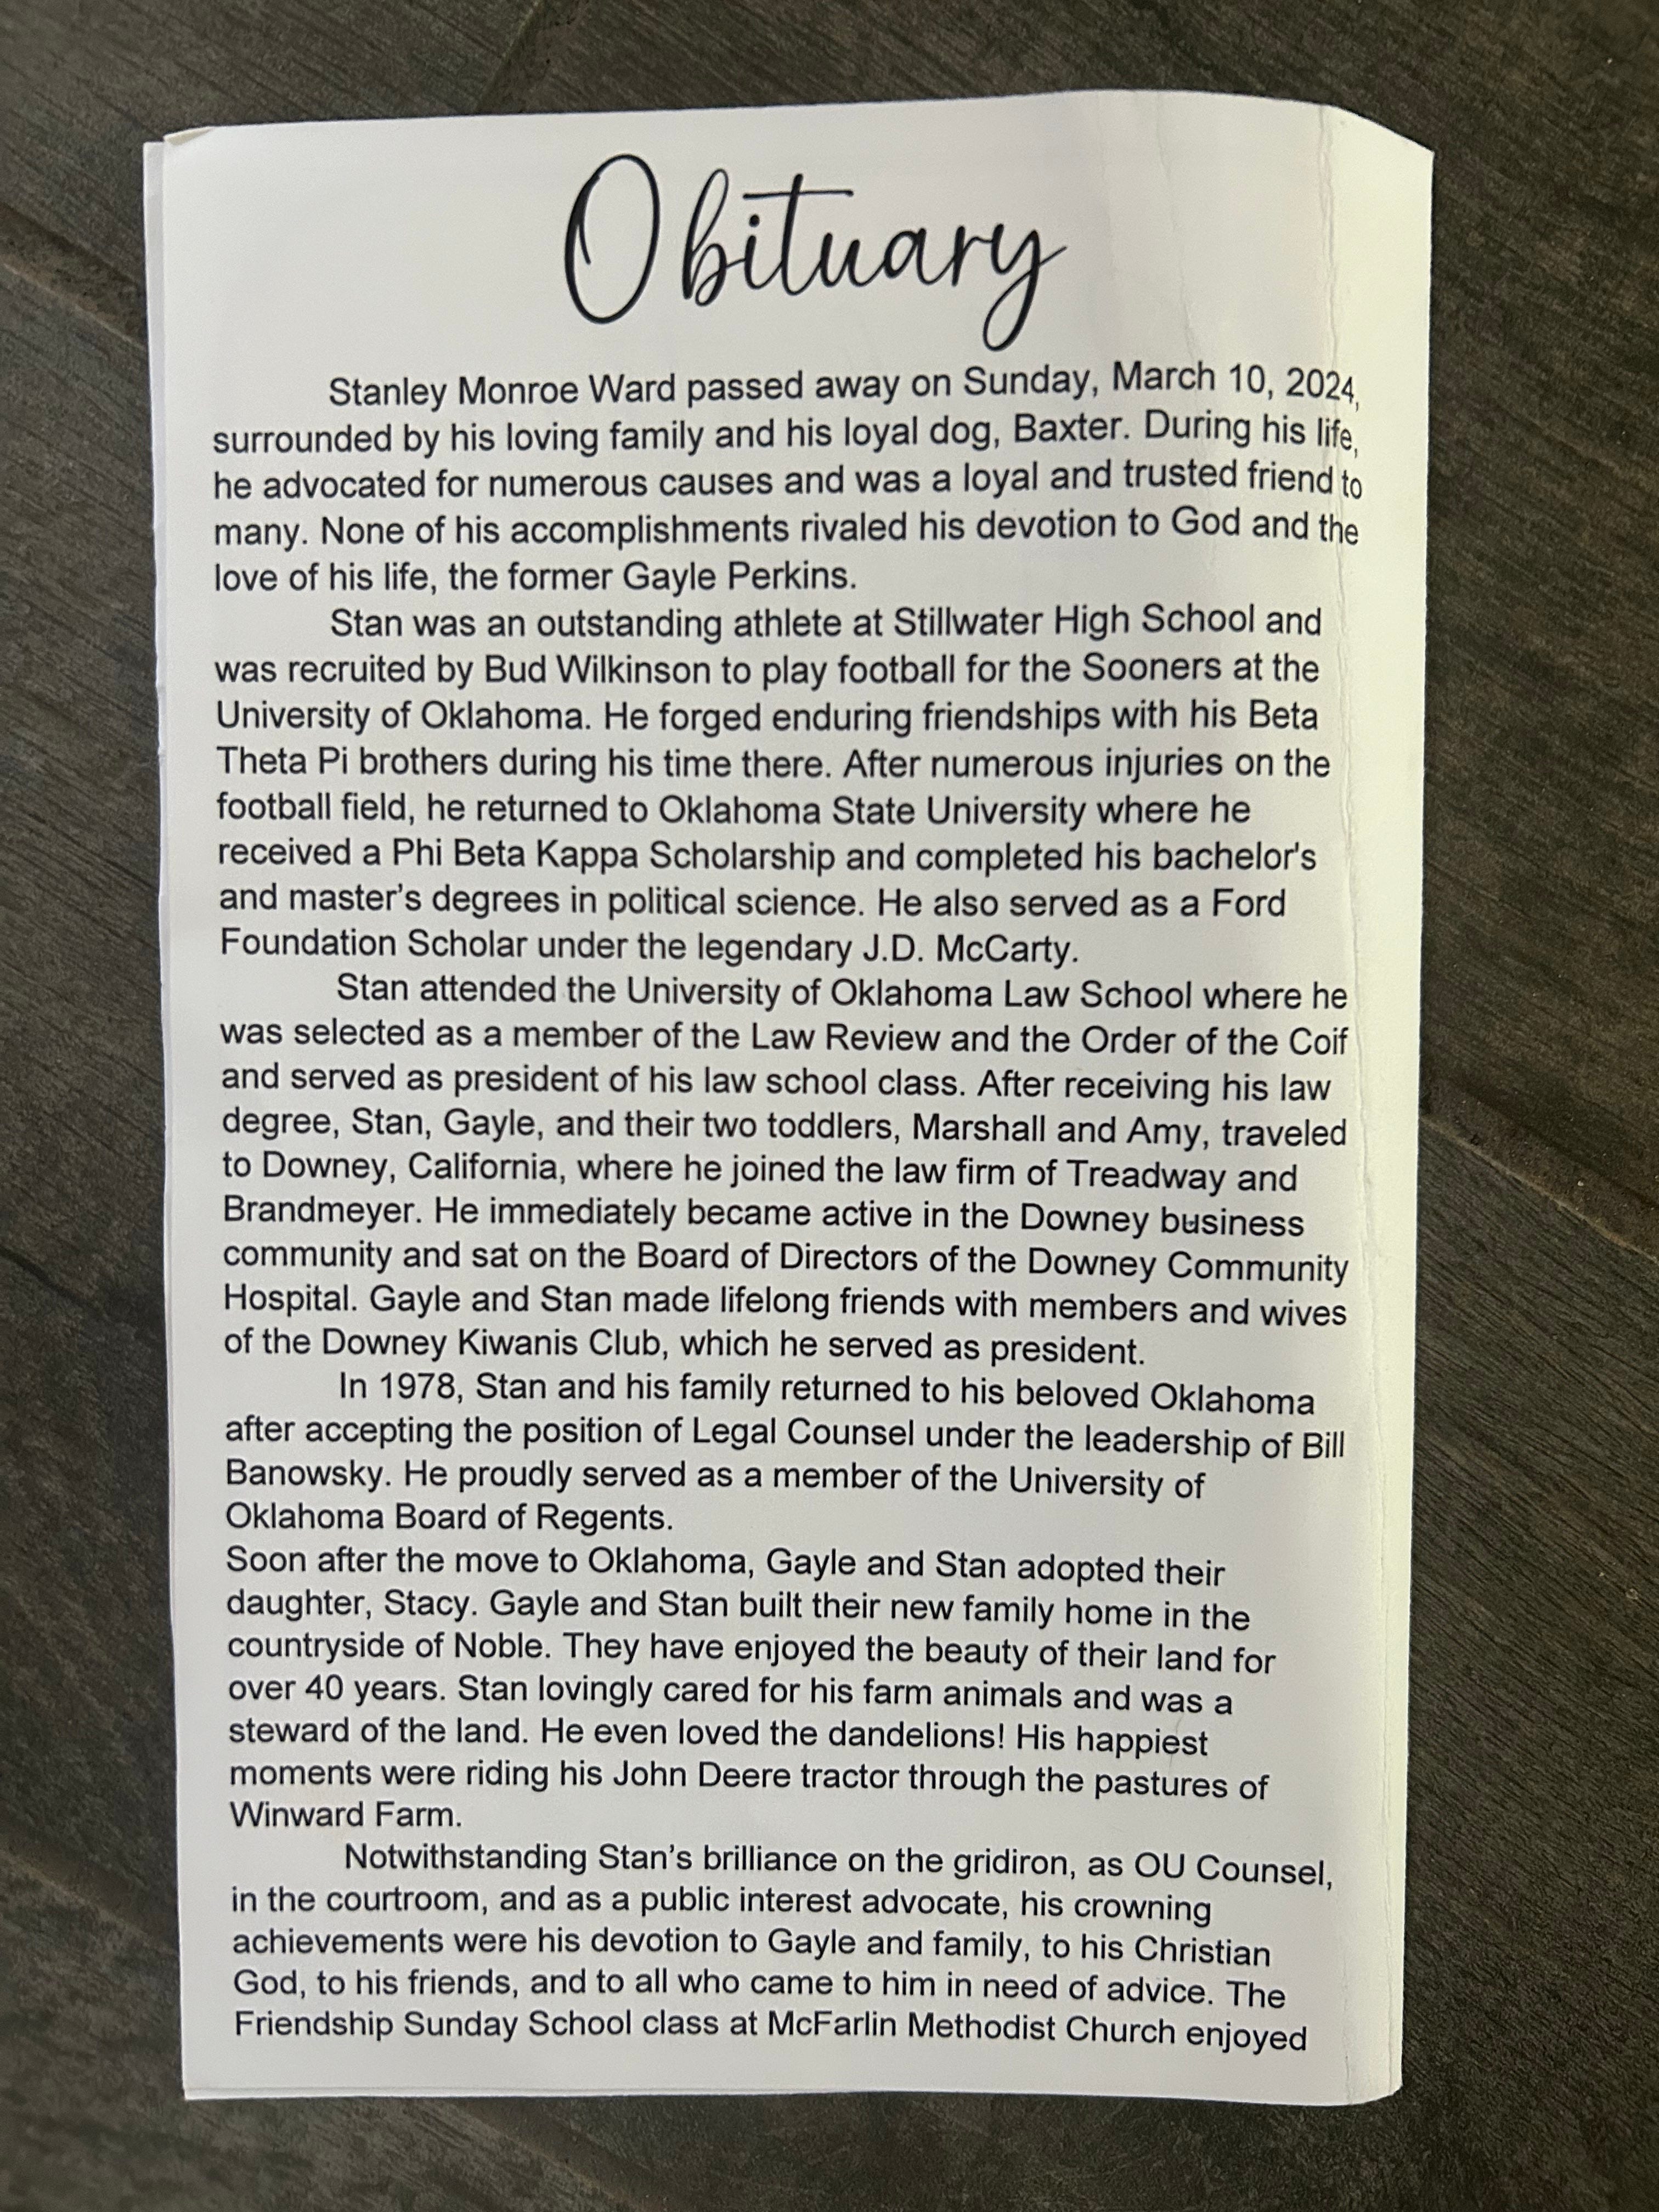 Obituary
Stanley Monroe Ward passed away on Sunday, March 10, 2024,
surrounded by his loving family and his loyal dog, Baxter. During his life,
he advocated for numerous causes and was a loyal and trusted friend to
many. None of his accomplishments rivaled his devotion to God and the
love of his life, the former Gayle Perkins.
Stan was an outstanding athlete at Stillwater High School and
was recruited by Bud Wilkinson to play football for the Sooners at the
University of Oklahoma. He forged enduring friendships with his Beta
Theta Pi brothers during his time there. After numerous injuries on the
football field, he returned to Oklahoma State University where he
received a Phi Beta Kappa Scholarship and completed his bachelor's
and master's degrees in political science. He also served as a Ford
Foundation Scholar under the legendary J.D. McCarty.
Stan attended the University of Oklahoma Law School where he
was selected as a member of the Law Review and the Order of the Coif
and served as president of his law school class. After receiving his law
degree, Stan, Gayle, and their two toddlers, Marshall and Amy, traveled
to Downey, California, where he joined the law firm of Treadway and
Brandmeyer. He immediately became active in the Downey business
community and sat on the Board of Directors of the Downey Community
Hospital. Gayle and Stan made lifelong friends with members and wives
of the Downey Kiwanis Club, which he served as president.
In 1978, Stan and his family returned to his beloved Oklahoma
after accepting the position of Legal Counsel under the leadership of Bill
Banowsky. He proudly served as a member of the University of
Oklahoma Board of Regents.
Soon after the move to Oklahoma, Gayle and Stan adopted their
daughter, Stacy. Gayle and Stan built their new family home in the
countryside of Noble. They have enjoyed the beauty of their land for
over 40 years. Stan lovingly cared for his farm animals and was a
steward of the land. He even loved the dandelions! His happiest
moments were riding his John Deere tractor through the pastures of
Winward Farm.
Notwithstanding Stan's brilliance on the gridiron, as OU Counsel,
in the courtroom, and as a public interest advocate, his crowning
achievements were his devotion to Gayle and family, to his Christian
God, to his friends, and to all who came to him in need of advice. The
Friendship Sunday School class at McFarlin Methodist Church enjoyed